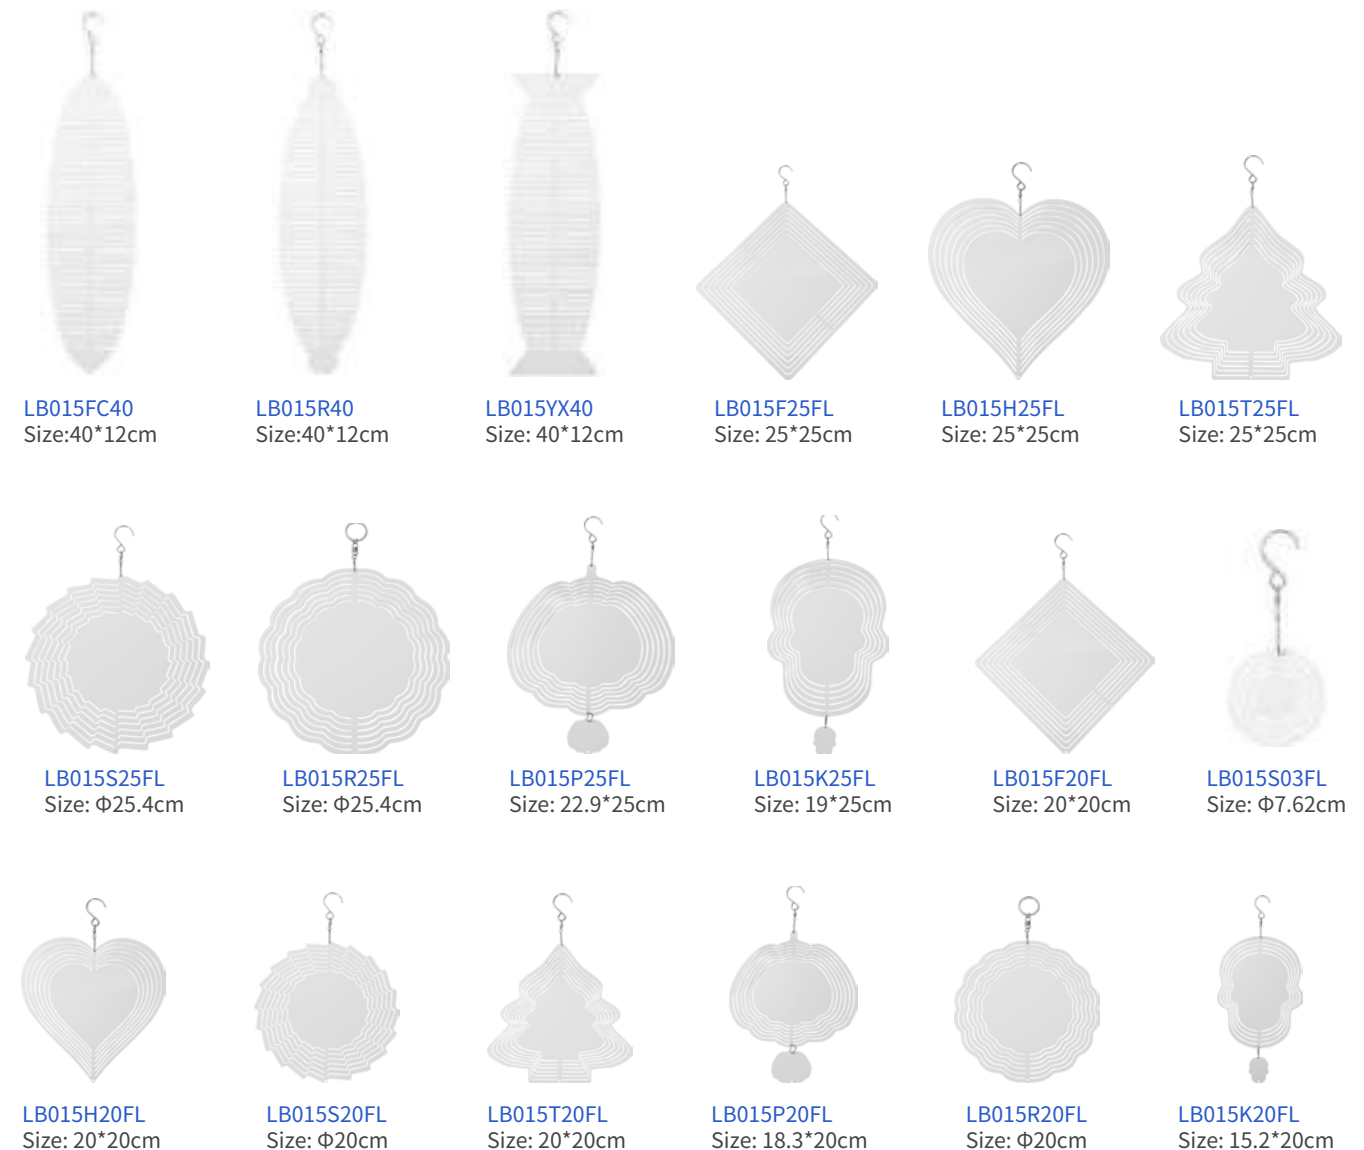 LB015FC40
Size:40*12cm
LB015R40
Size:40*12cm
LB015YX40
Size: 40*12cm
LB015F25FL
Size: 25*25cm
LB015H25FL
Size: 25*25cm
LB015T25FL
Size: 25*25cm
LB015S25FL
Size: Φ25.4cm
LB015R25FL
Size: Φ25.4cm
LB015P25FL
Size: 22.9*25cm
LB015K25FL
Size: 19*25cm
LB015F20FL
Size: 20*20cm
LB015S03FL
Size: Φ7.62cm
LB015H20FL
Size: 20*20cm
LB015S20FL
Size: Φ20cm
LB015T20FL
Size: 20*20cm
LB015P20FL
Size: 18.3*20cm
LB015R20FL
Size: Φ20cm
LB015K20FL
Size: 15.2*20cm